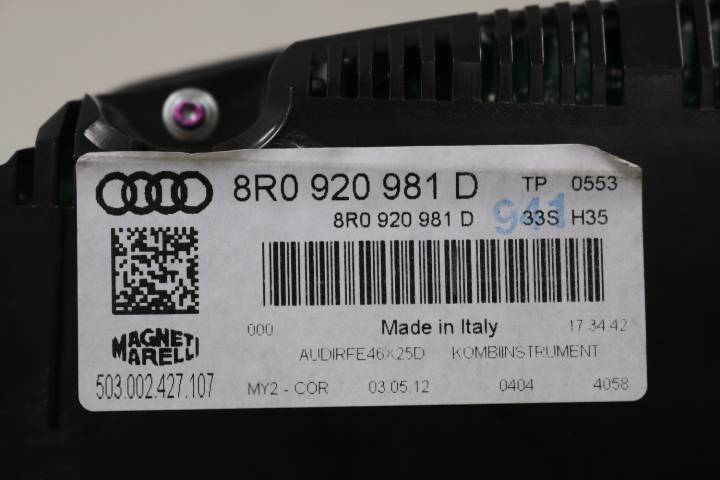 8R0 920 981 D TP 0553
8R0 920 981 D 941 33S H35
000 Made in Italy 17.34.42
MAGNETI
MARELLI
AUDIRFE46X25D KOMBIINSTRUMENT
503.002.427.107 MY2 - COR 03.05.12 0404 4058